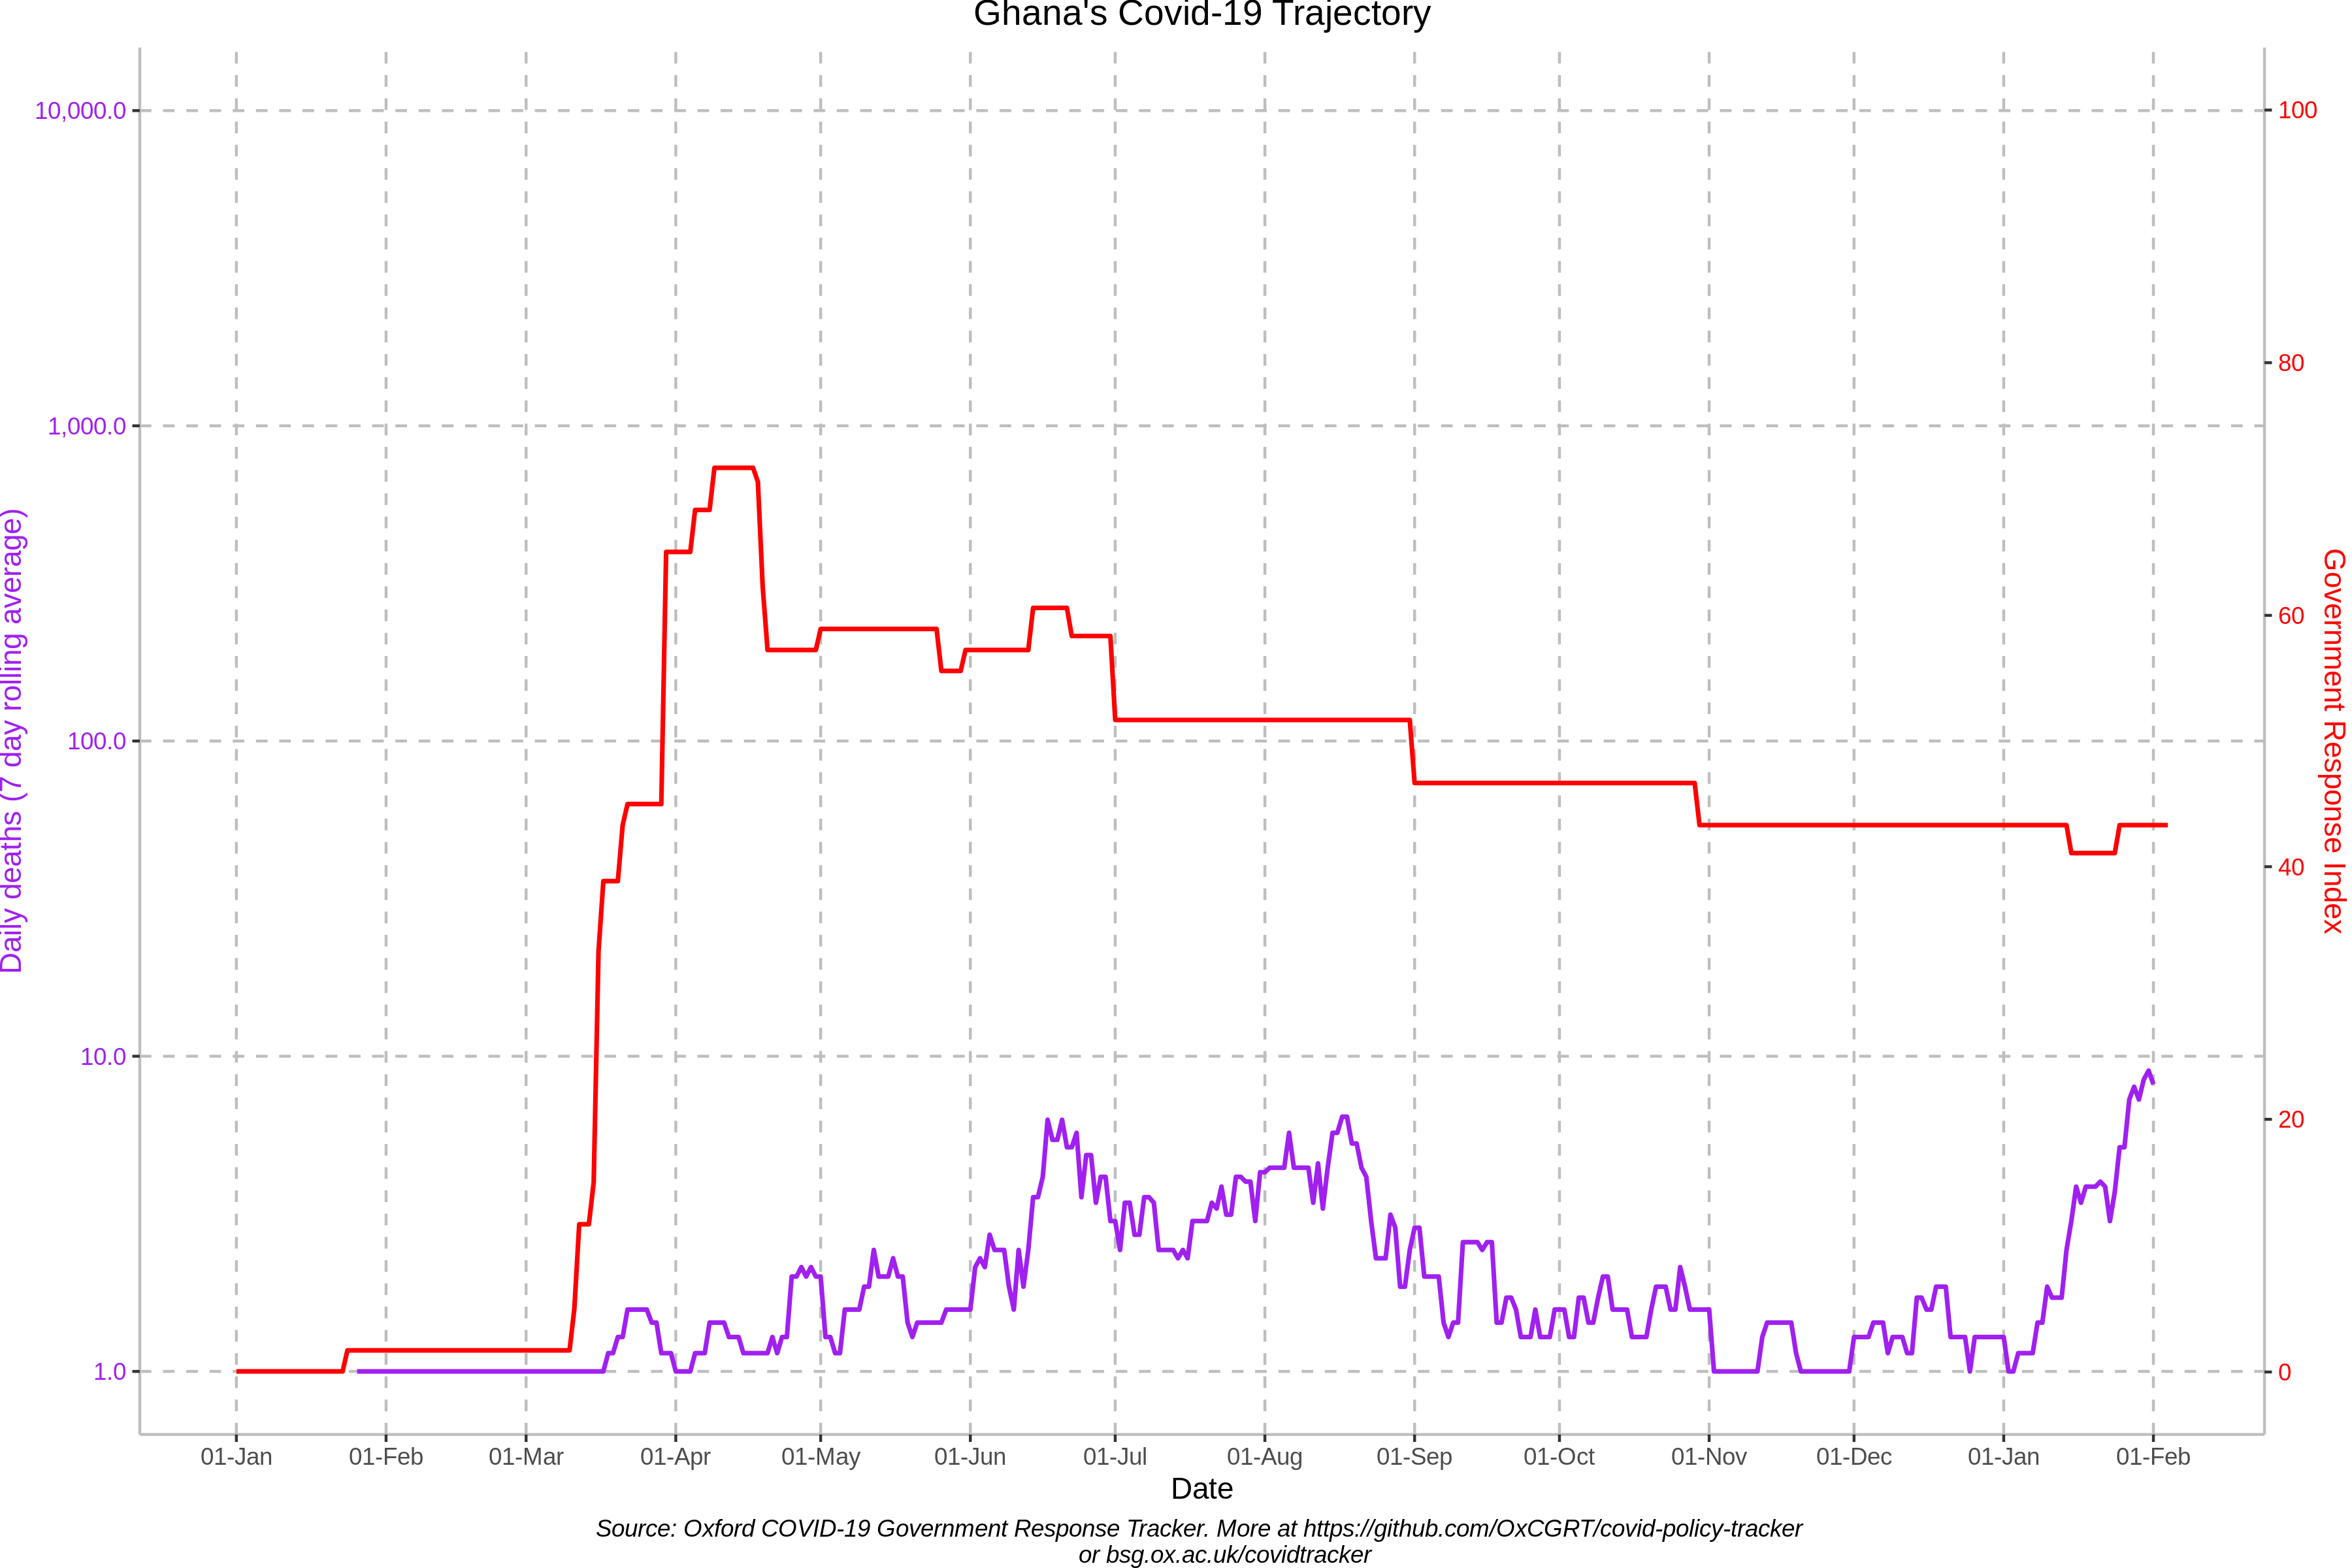 Ghana's Covid-19 Trajectory
10,000.0
1,000.0
100.0
10.0
1.0
Daily deaths (7 day rolling average)
100
80
60
40
20
0
Government Response Index
01-Jan 01-Feb 01-Mar 01-Apr 01-May 01-Jun 01-Jul 01-Aug 01-Sep 01-Oct 01-Nov 01-Dec 01-Jan 01-Feb
Date
Source: Oxford COVID-19 Government Response Tracker. More at https://github.com/OxCGRT/covid-policy-tracker
or bsg.ox.ac.uk/covidtracker